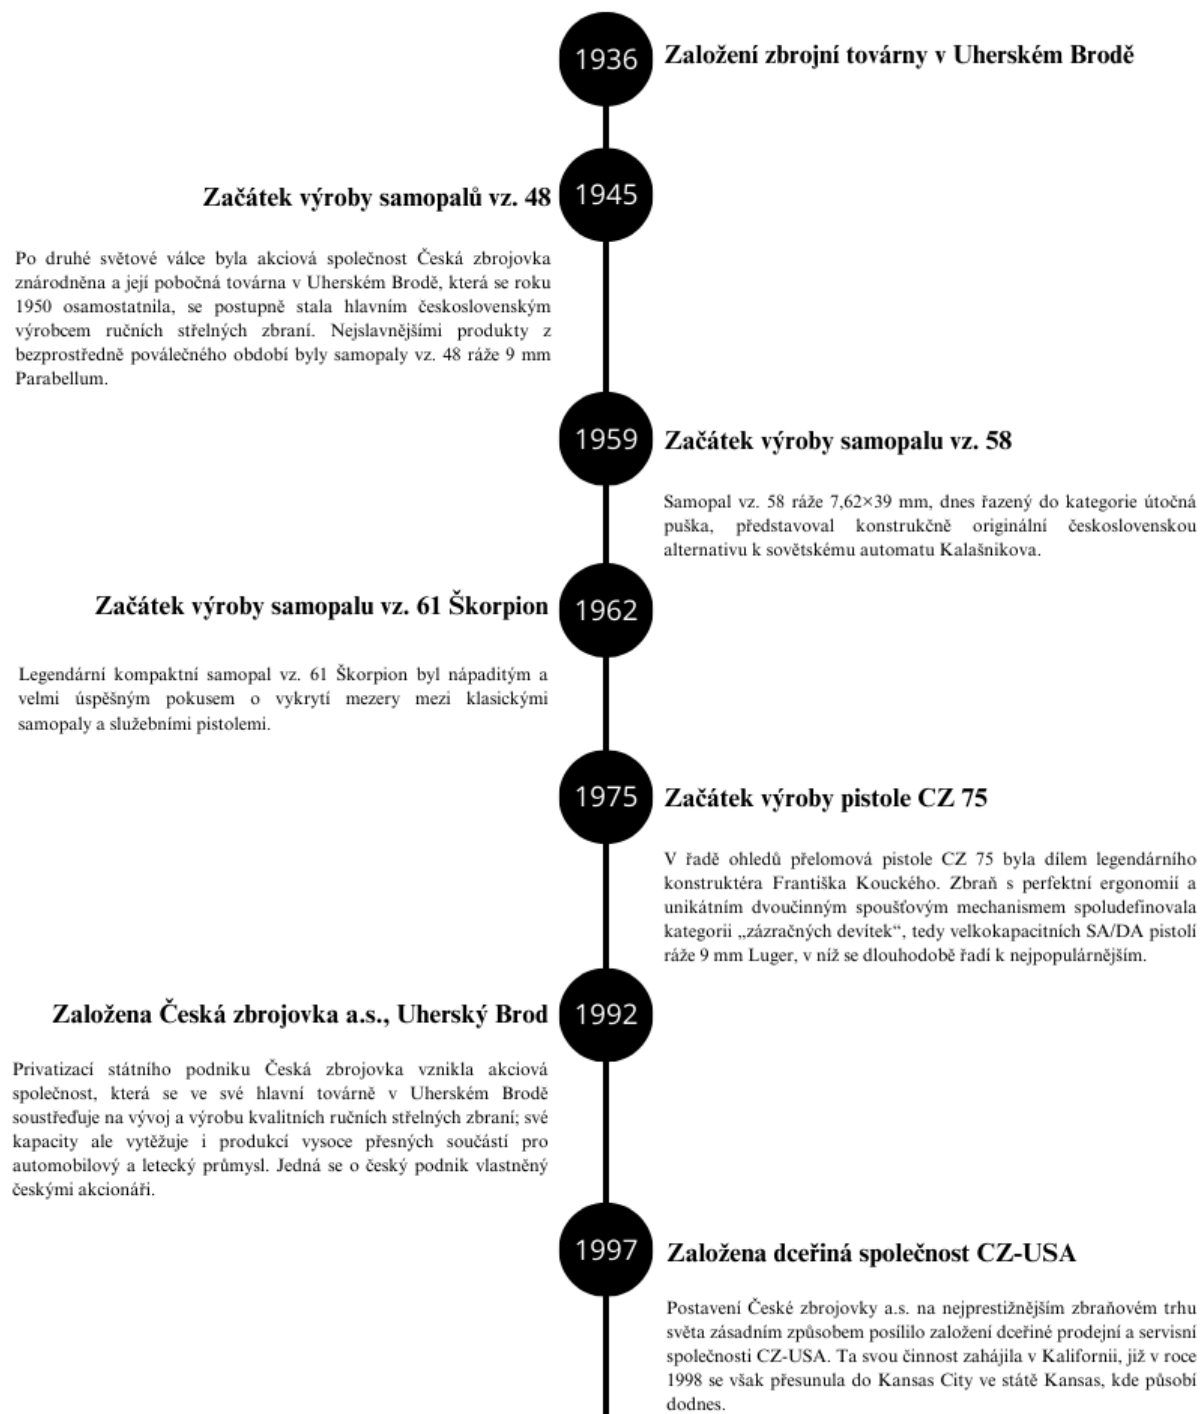 1936
Založení zbrojní továrny v Uherském Brodě
1945
Začátek výroby samopalů vz. 48
Po druhé světové válce byla akciová společnost Česká zbrojovka
znárodněna a její pobočná továrna v Uherském Brodě, která se roku
1950 osamostatnila, se postupně stala hlavním československým
výrobcem ručních střelných zbraní. Nejslavnějšími produkty z
bezprostředně poválečného období byly samopaly vz. 48 ráže 9 mm
Parabellum.
1959
Začátek výroby samopalu vz. 58
Samopal vz. 58 ráže 7,62×39 mm, dnes řazený do kategorie útočná
puška, představoval konstrukčně originální československou
alternativu k sovětskému automatu Kalašnikova.
1962
Začátek výroby samopalu vz. 61 Škorpion
Legendární kompaktní samopal vz. 61 Škorpion byl nápaditým a
velmi úspěšným pokusem o vykrytí mezery mezi klasickými
samopaly a služebními pistolemi.
1975
Začátek výroby pistole CZ 75
V řadě ohledů přelomová pistole CZ 75 byla dílem legendárního
konstruktéra Františka Kouckého. Zbraň s perfektní ergonomií a
unikátním dvoučinným spoušťovým mechanismem spoludefinovala
kategorii „zázračných devítek“, tedy velkokapacitních SA/DA pistolí
ráže 9 mm Luger, v níž se dlouhodobě řadí k nejpopulárnějším.
1992
Založena Česká zbrojovka a.s., Uherský Brod
Privatizací státního podniku Česká zbrojovka vznikla akciová
společnost, která se ve své hlavní továrně v Uherském Brodě
soustřeďuje na vývoj a výrobu kvalitních ručních střelných zbraní; své
kapacity ale vytěžuje i produkcí vysoce přesných součástí pro
automobilový a letecký průmysl. Jedná se o český podnik vlastněný
českými akcionáři.
1997
Založena dceřiná společnost CZ-USA
Postavení České zbrojovky a.s. na nejprestižnějším zbraňovém trhu
světa zásadním způsobem posílilo založení dceřiné prodejní a servisní
společnosti CZ-USA. Ta svou činnost zahájila v Kalifornii, již v roce
1998 se však přesunula do Kansas City ve státě Kansas, kde působí
dodnes.